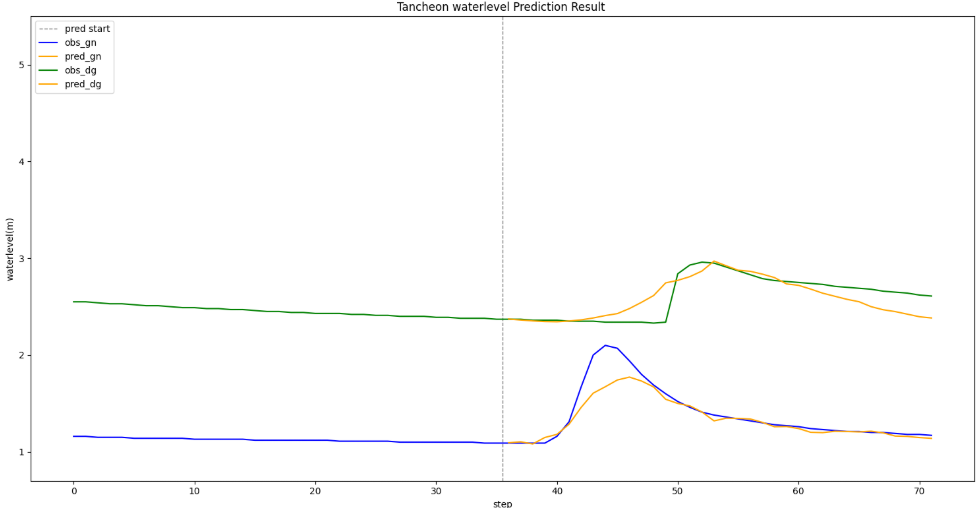 Tancheon waterlevel Prediction Result
pred start
obs_gn
pred_gn
obs_dg
pred_dg
waterlevel(m)
5
4
3
2
1
0 10 20 30 40 50 60 70
step